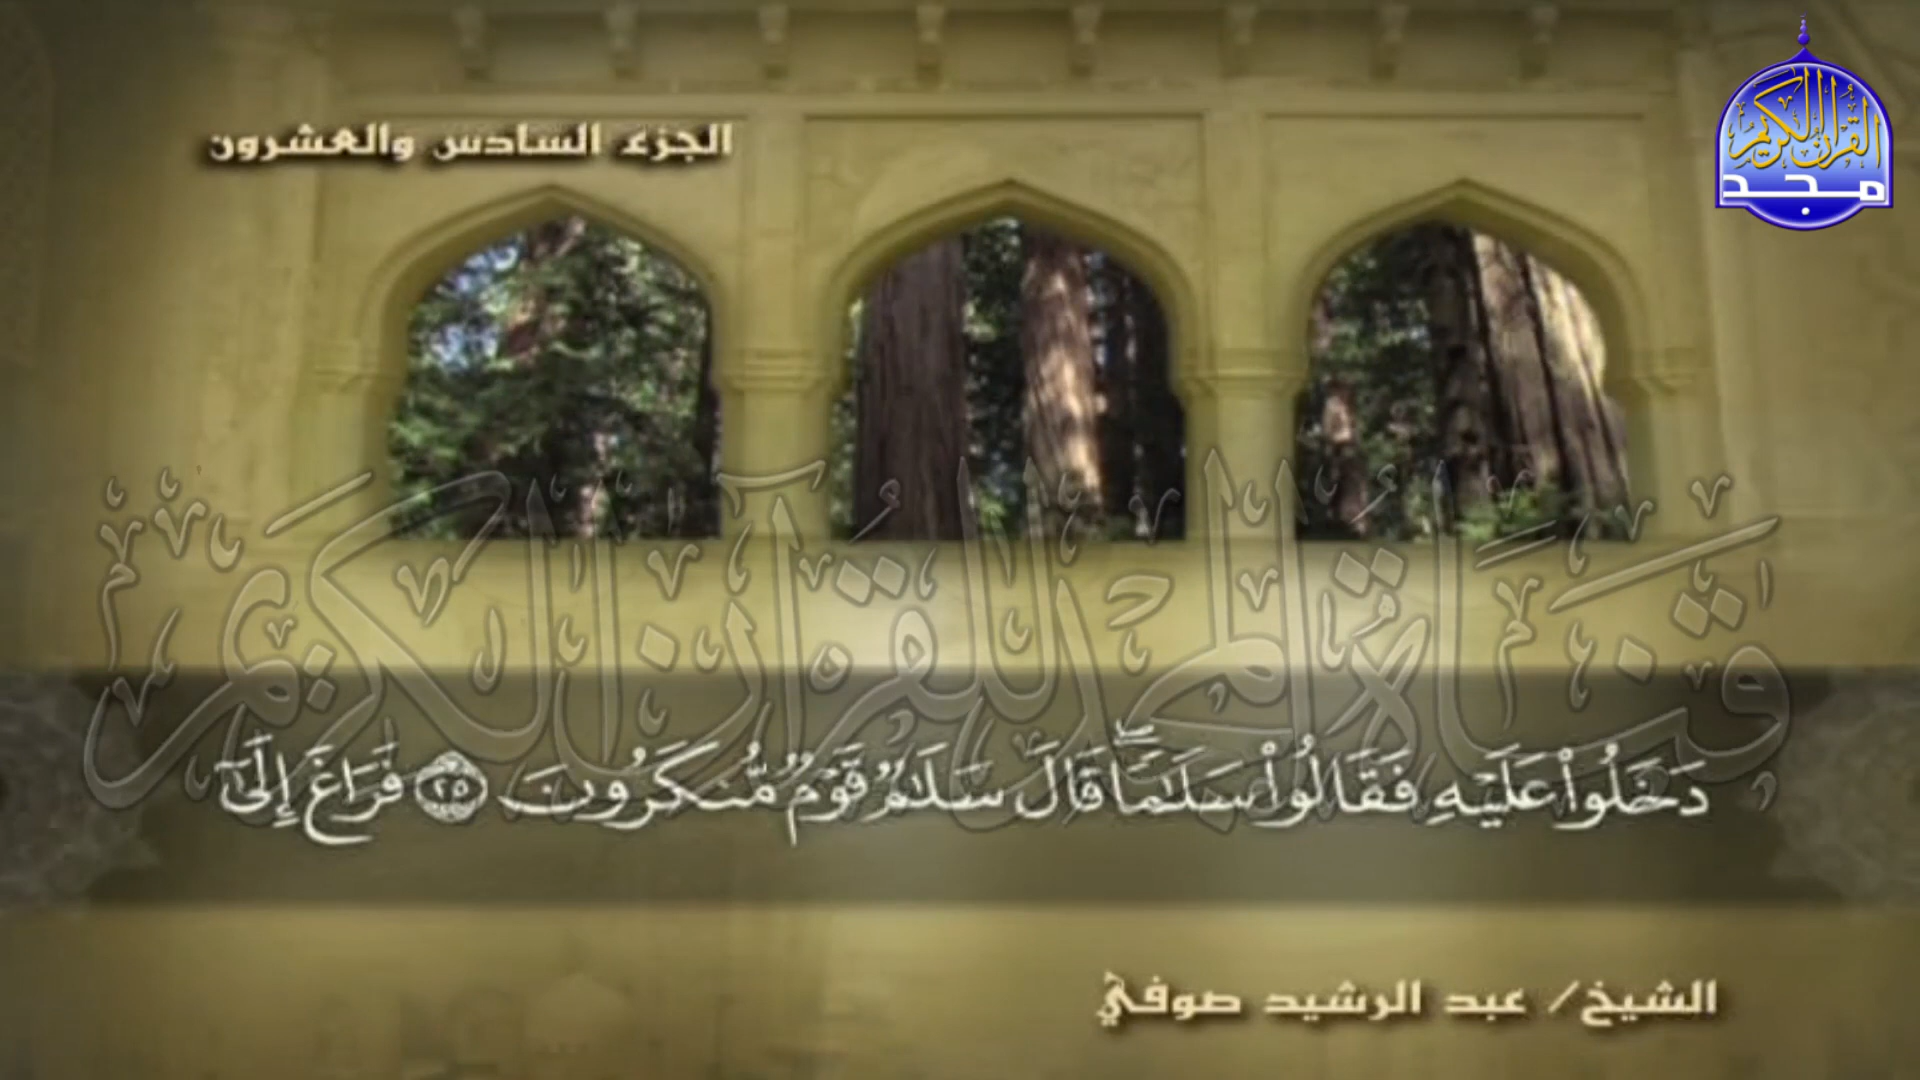 الجزء السادس والعشرون
القرآن الكريم
مجد
قناة المجد للقرآن الكريم
دَخَلُوا۟ عَلَيْهِ فَقَالُوا۟ سَلَـٰمًا ۖ قَالَ سَلَـٰمٌ قَوْمٌ مُّنكَرُونَ ٢٥ فَرَاغَ إِلَىٰٓ
الشيخ/ عبد الرشيد صوفي